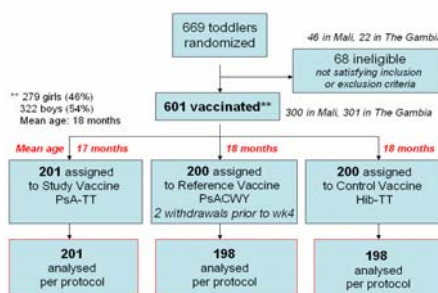 669 toddlers
randomized
46 in Mali, 22 in The Gambia
68 ineligible
not satisfying inclusion
or exclusion criteria
** 279 girls (46%)
322 boys (54%)
Mean age: 18 months
601 vaccinated**
300 in Mali, 301 in The Gambia
Mean age 17 months
18 months
18 months
201 assigned
to Study Vaccine
PsA-TT
200 assigned
to Reference Vaccine
PsACWY
2 withdrawals prior to wk4
200 assigned
to Control Vaccine
Hib-TT
201
analysed
per protocol
198
analysed
per protocol
198
analysed
per protocol